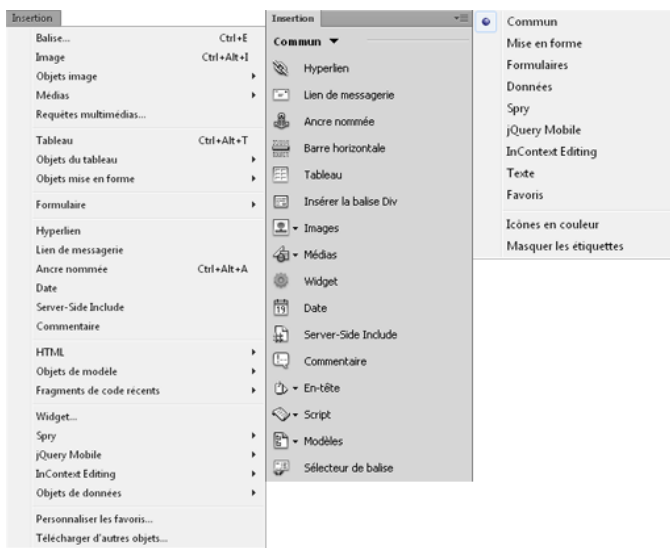 Insertion
Balise... Ctrl+E
Image Ctrl+Alt+I
Objets image
Médias
Requêtes multimédias...
Tableau Ctrl+Alt+T
Objets du tableau
Objets mise en forme
Formulaire
Hyperlien
Lien de messagerie
Ancre nommée Ctrl+Alt+A
Date
Server-Side Include
Commentaire
HTML
Objets de modèle
Fragments de code récents
Widget...
Spry
jQuery Mobile
InContext Editing
Objets de données
Personnaliser les favoris...
Télécharger d'autres objets...
Insertion
Commun
Hyperlien
Lien de messagerie
Ancre nommée
Barre horizontale
Tableau
Insérer la balise Div
Images
Médias
Widget
19 Date
Server-Side Include
Commentaire
En-tête
Script
Modèles
Sélecteur de balise
Commun
Mise en forme
Formulaires
Données
Spry
jQuery Mobile
InContext Editing
Texte
Favoris
Icônes en couleur
Masquer les étiquettes